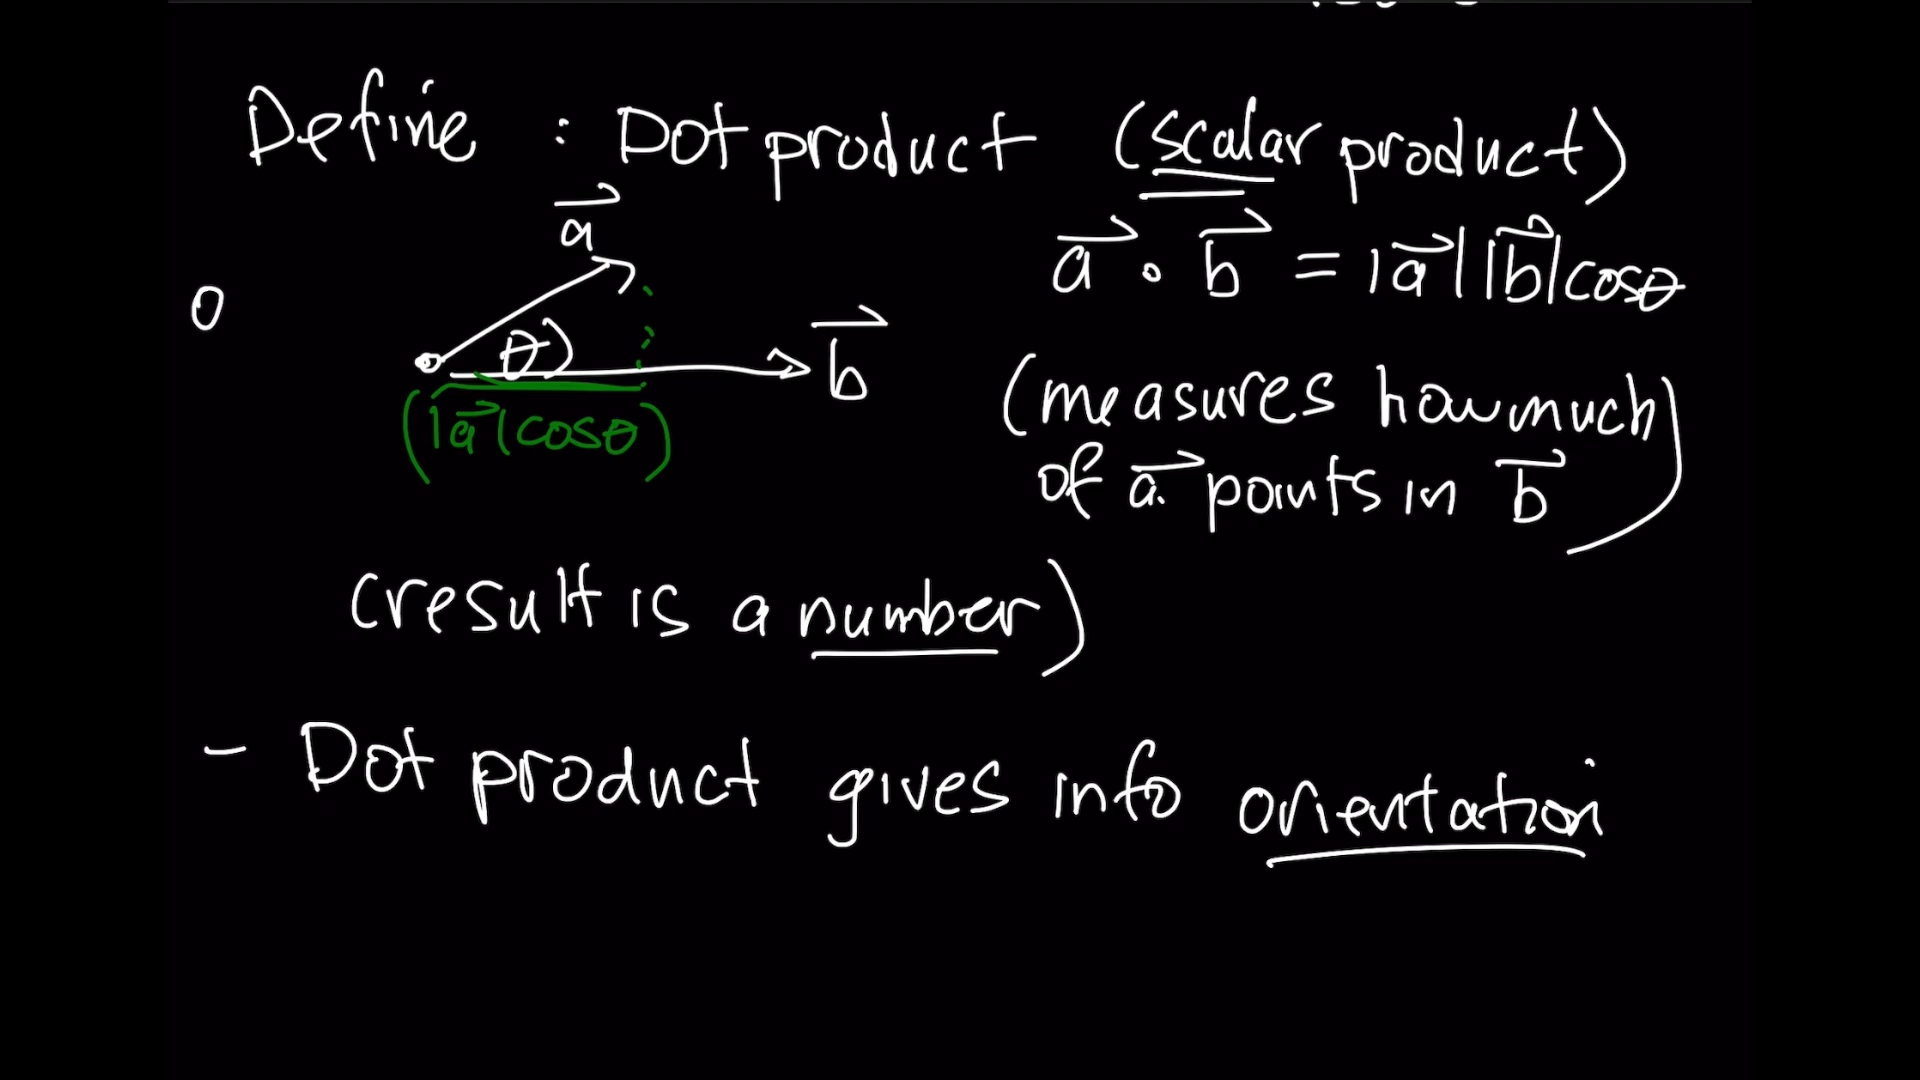 Define : Dot product (scalar product)
a⃗
O
θ
b⃗
(|a⃗|cosθ)
a⃗ · b⃗ = |a⃗||b⃗|cosθ
(measures how much
of a⃗ points in b⃗)
(result is a number)
- Dot product gives info orientation